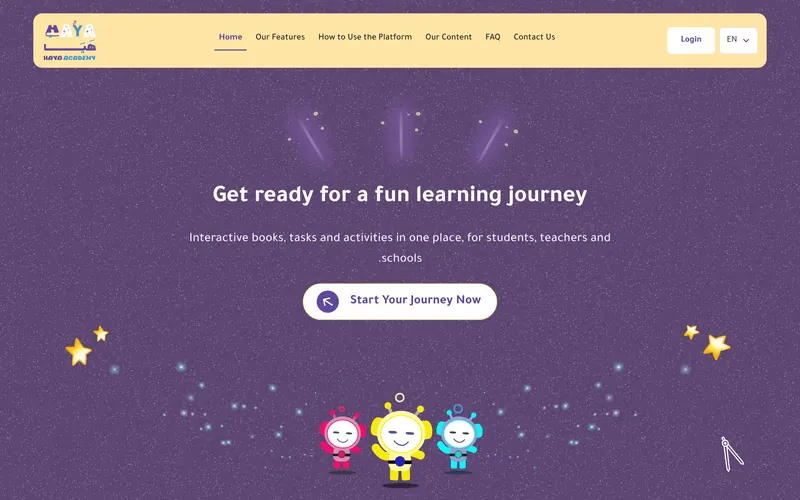 HAYA
هيا
HAYA ACADEMY
Home
Our Features
How to Use the Platform
Our Content
FAQ
Contact Us
Login
EN
Get ready for a fun learning journey
Interactive books, tasks and activities in one place, for students, teachers and
.schools
Start Your Journey Now